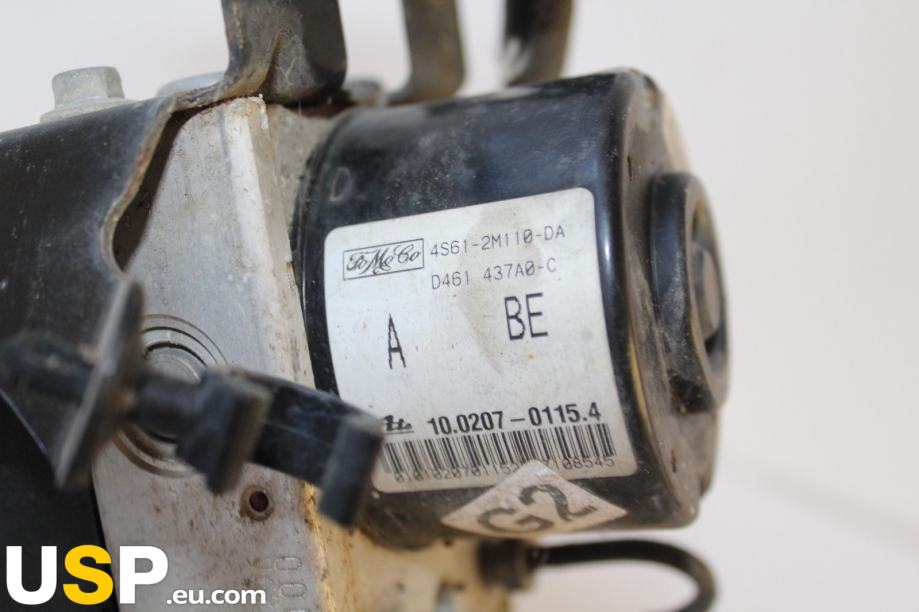 D
FoMoCo 4S61-2M110-DA
D461 437A0-C
A BE
10.0207-0115.4
G2
USP.eu.com